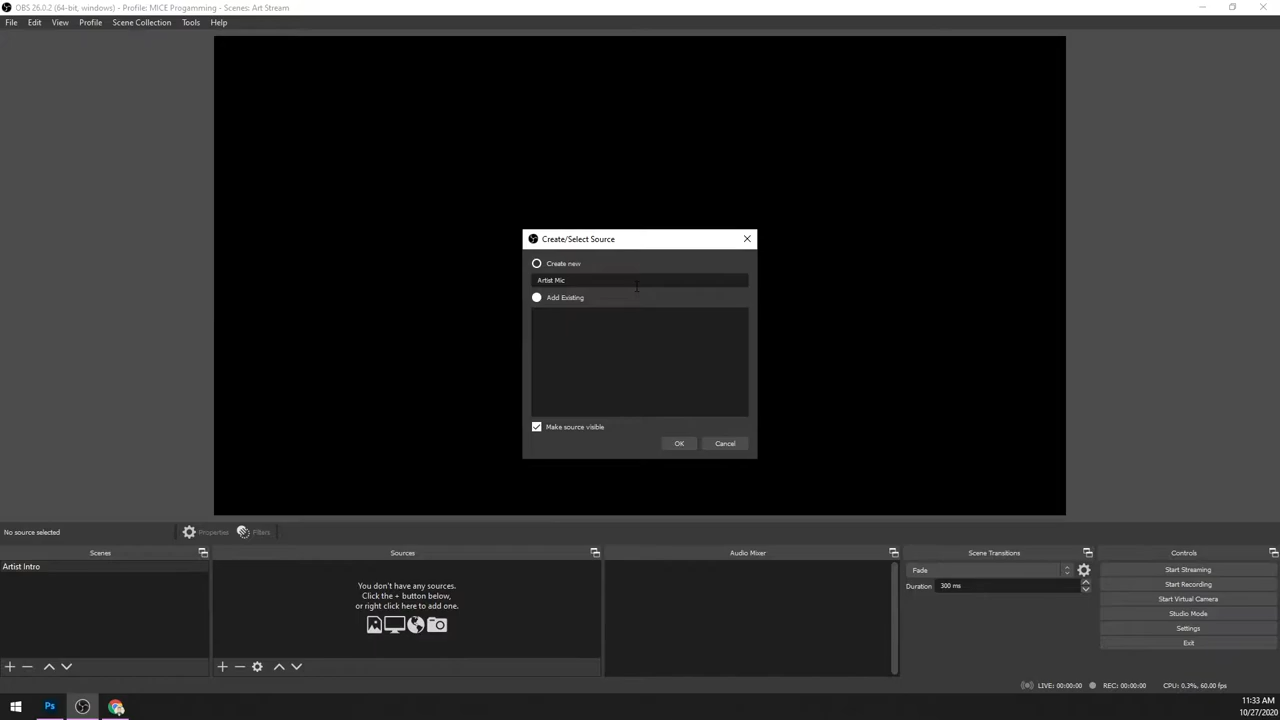 OBS 26.0.2 (64-bit, windows) - Profile: MICE Progamming - Scenes: Art Stream
File Edit View Profile Scene Collection Tools Help
Create/Select Source
Create new
Artist Mic
Add Existing
Make source visible
OK Cancel
No source selected Properties Filters
Scenes Sources Audio Mixer Scene Transitions Controls
Artist Intro
You don't have any sources.
Click the + button below,
or right click here to add one.
Fade
Duration 300 ms
Start Streaming
Start Recording
Start Virtual Camera
Studio Mode
Settings
Exit
LIVE: 00:00:00 REC: 00:00:00 CPU: 0.3%, 60.00 fps
Ps
11:33 AM
10/27/2020